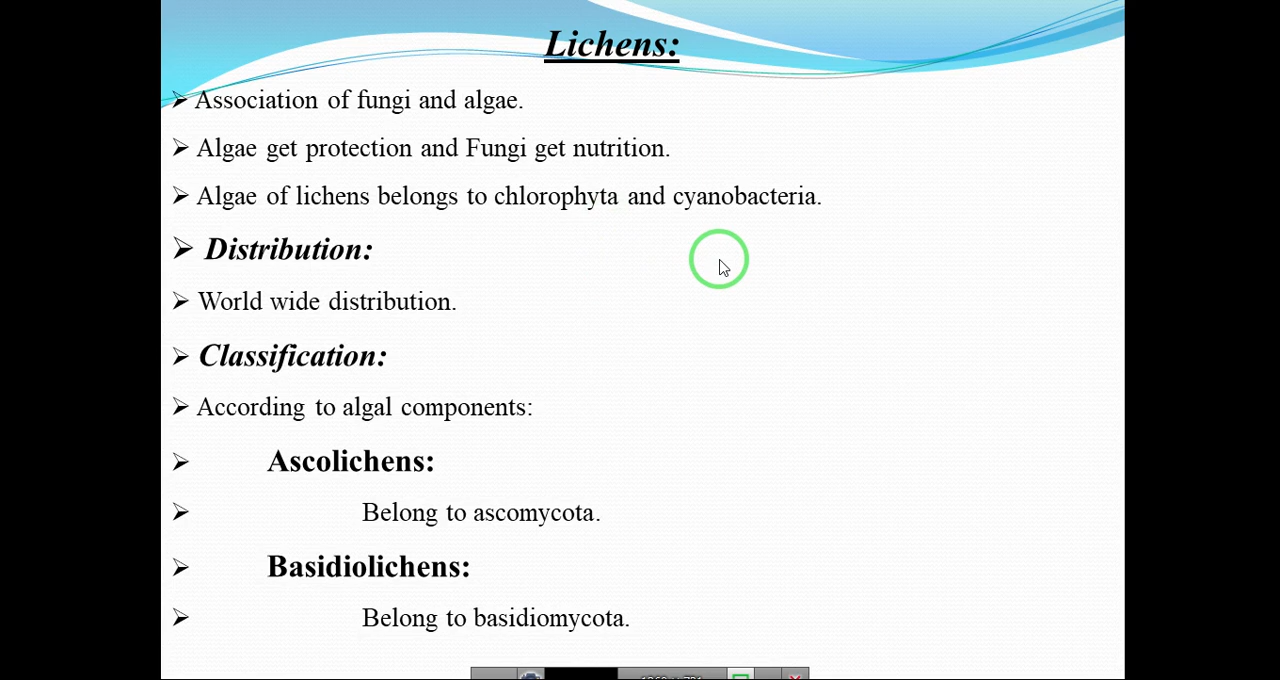 Lichens:
Association of fungi and algae.
Algae get protection and Fungi get nutrition.
Algae of lichens belongs to chlorophyta and cyanobacteria.
Distribution:
World wide distribution.
Classification:
According to algal components:
Ascolichens:
Belong to ascomycota.
Basidiolichens:
Belong to basidiomycota.